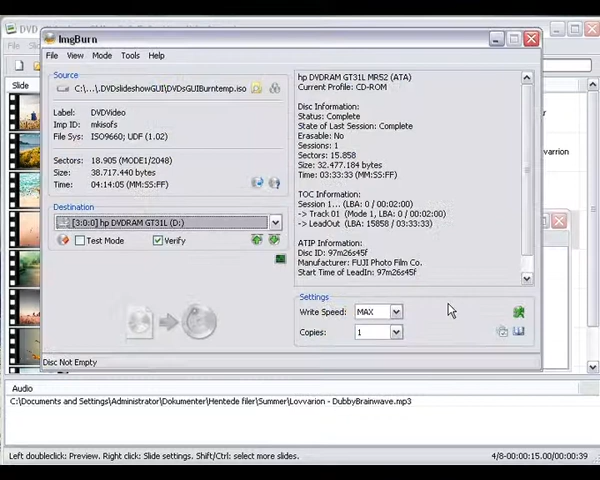 DVD
ImgBurn
File View Mode Tools Help
Slide
Source
C:\...\.DVDslideshowGUI\DVDsGUIBurntemp.iso
Label: DVDVideo
Imp ID: mkisofs
File Sys: ISO9660; UDF (1.02)
Sectors: 18.905 (MODE1/2048)
Size: 38.717.440 bytes
Time: 04:14:05 (MM:SS:FF)
Destination
[3:0:0] hp DVDRAM GT31L (D:)
Test Mode Verify
Disc Not Empty
hp DVDRAM GT31L MR52 (ATA)
Current Profile: CD-ROM
Disc Information:
Status: Complete
State of Last Session: Complete
Erasable: No
Sessions: 1
Sectors: 15.858
Size: 32.477.184 bytes
Time: 03:33:33 (MM:SS:FF)
TOC Information:
Session 1... (LBA: 0 / 00:02:00)
-> Track 01 (Mode 1, LBA: 0 / 00:02:00)
-> LeadOut (LBA: 15858 / 03:33:33)
ATIP Information:
Disc ID: 97m26s45f
Manufacturer: FUJI Photo Film Co.
Start Time of LeadIn: 97m26s45f
Settings
Write Speed: MAX
Copies: 1
varrion
Audio
C:\Documents and Settings\Administrator\Dokumenter\Hentede filer\Summer\Lovvarion - DubbyBrainwave.mp3
Left doubleclick: Preview. Right click: Slide settings. Shift/Ctrl: select more slides.
4/8-00:00:15.00/00:00:39